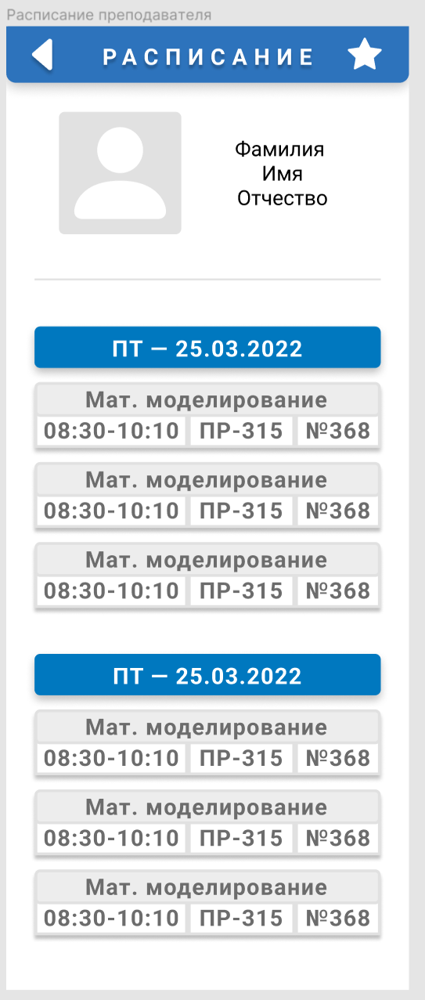 Расписание преподавателя
РАСПИСАНИЕ
Фамилия
Имя
Отчество
ПТ — 25.03.2022
Мат. моделирование
08:30-10:10 ПР-315 №368
Мат. моделирование
08:30-10:10 ПР-315 №368
Мат. моделирование
08:30-10:10 ПР-315 №368
ПТ — 25.03.2022
Мат. моделирование
08:30-10:10 ПР-315 №368
Мат. моделирование
08:30-10:10 ПР-315 №368
Мат. моделирование
08:30-10:10 ПР-315 №368